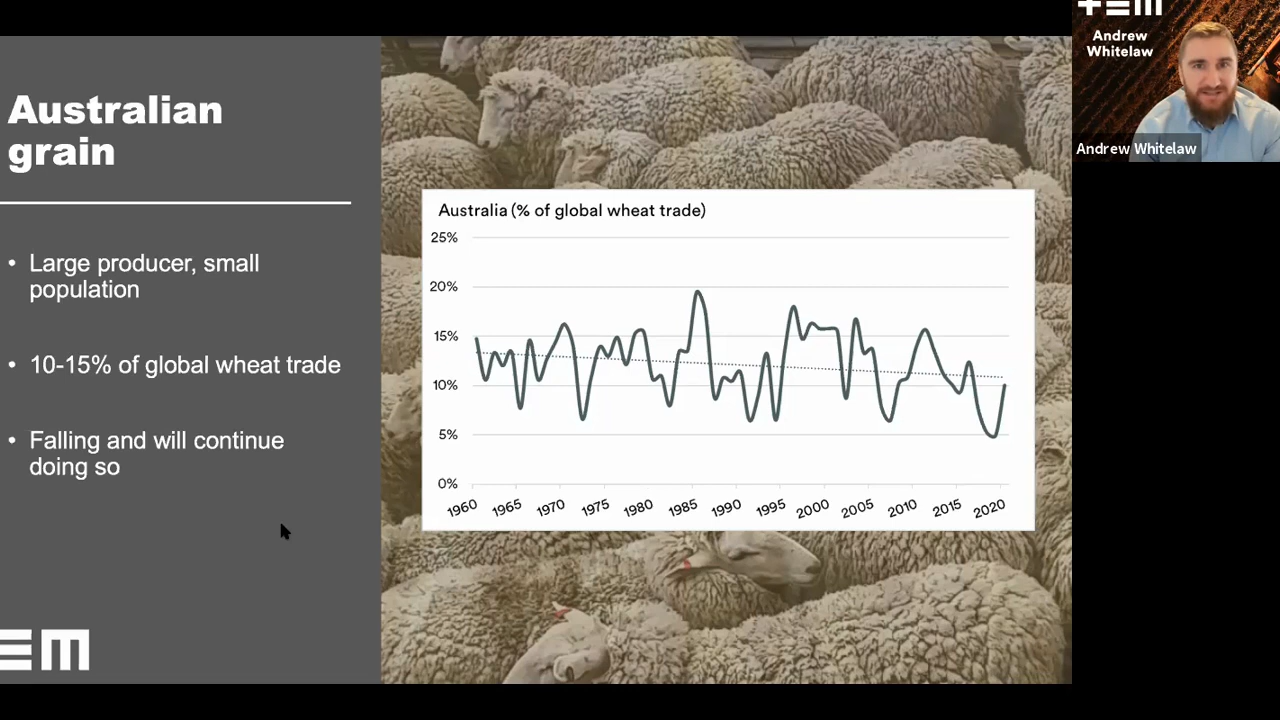 Australian
grain
• Large producer, small
population
• 10-15% of global wheat trade
• Falling and will continue
doing so
EM
Australia (% of global wheat trade)
25%
20%
15%
10%
5%
0%
1960 1965 1970 1975 1980 1985 1990 1995 2000 2005 2010 2015 2020
Andrew
Whitelaw
Andrew Whitelaw